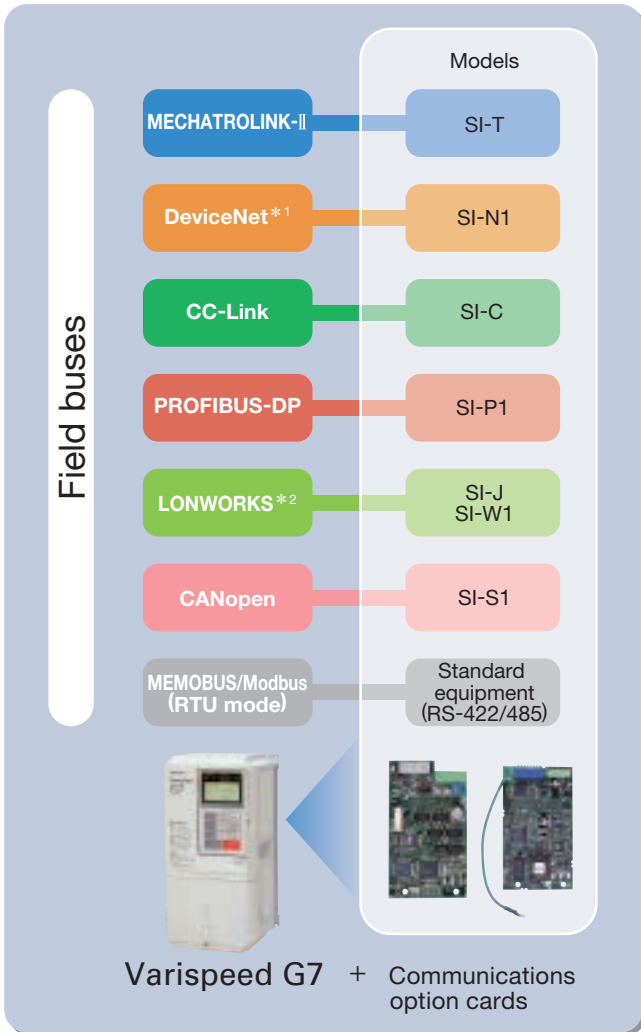 Models
Field buses
MECHATROLINK-Ⅱ
SI-T
DeviceNet*1
SI-N1
CC-Link
SI-C
PROFIBUS-DP
SI-P1
LONWORKS*2
SI-J
SI-W1
CANopen
SI-S1
MEMOBUS/Modbus
(RTU mode)
Standard
equipment
(RS-422/485)
Varispeed G7 + Communications
option cards